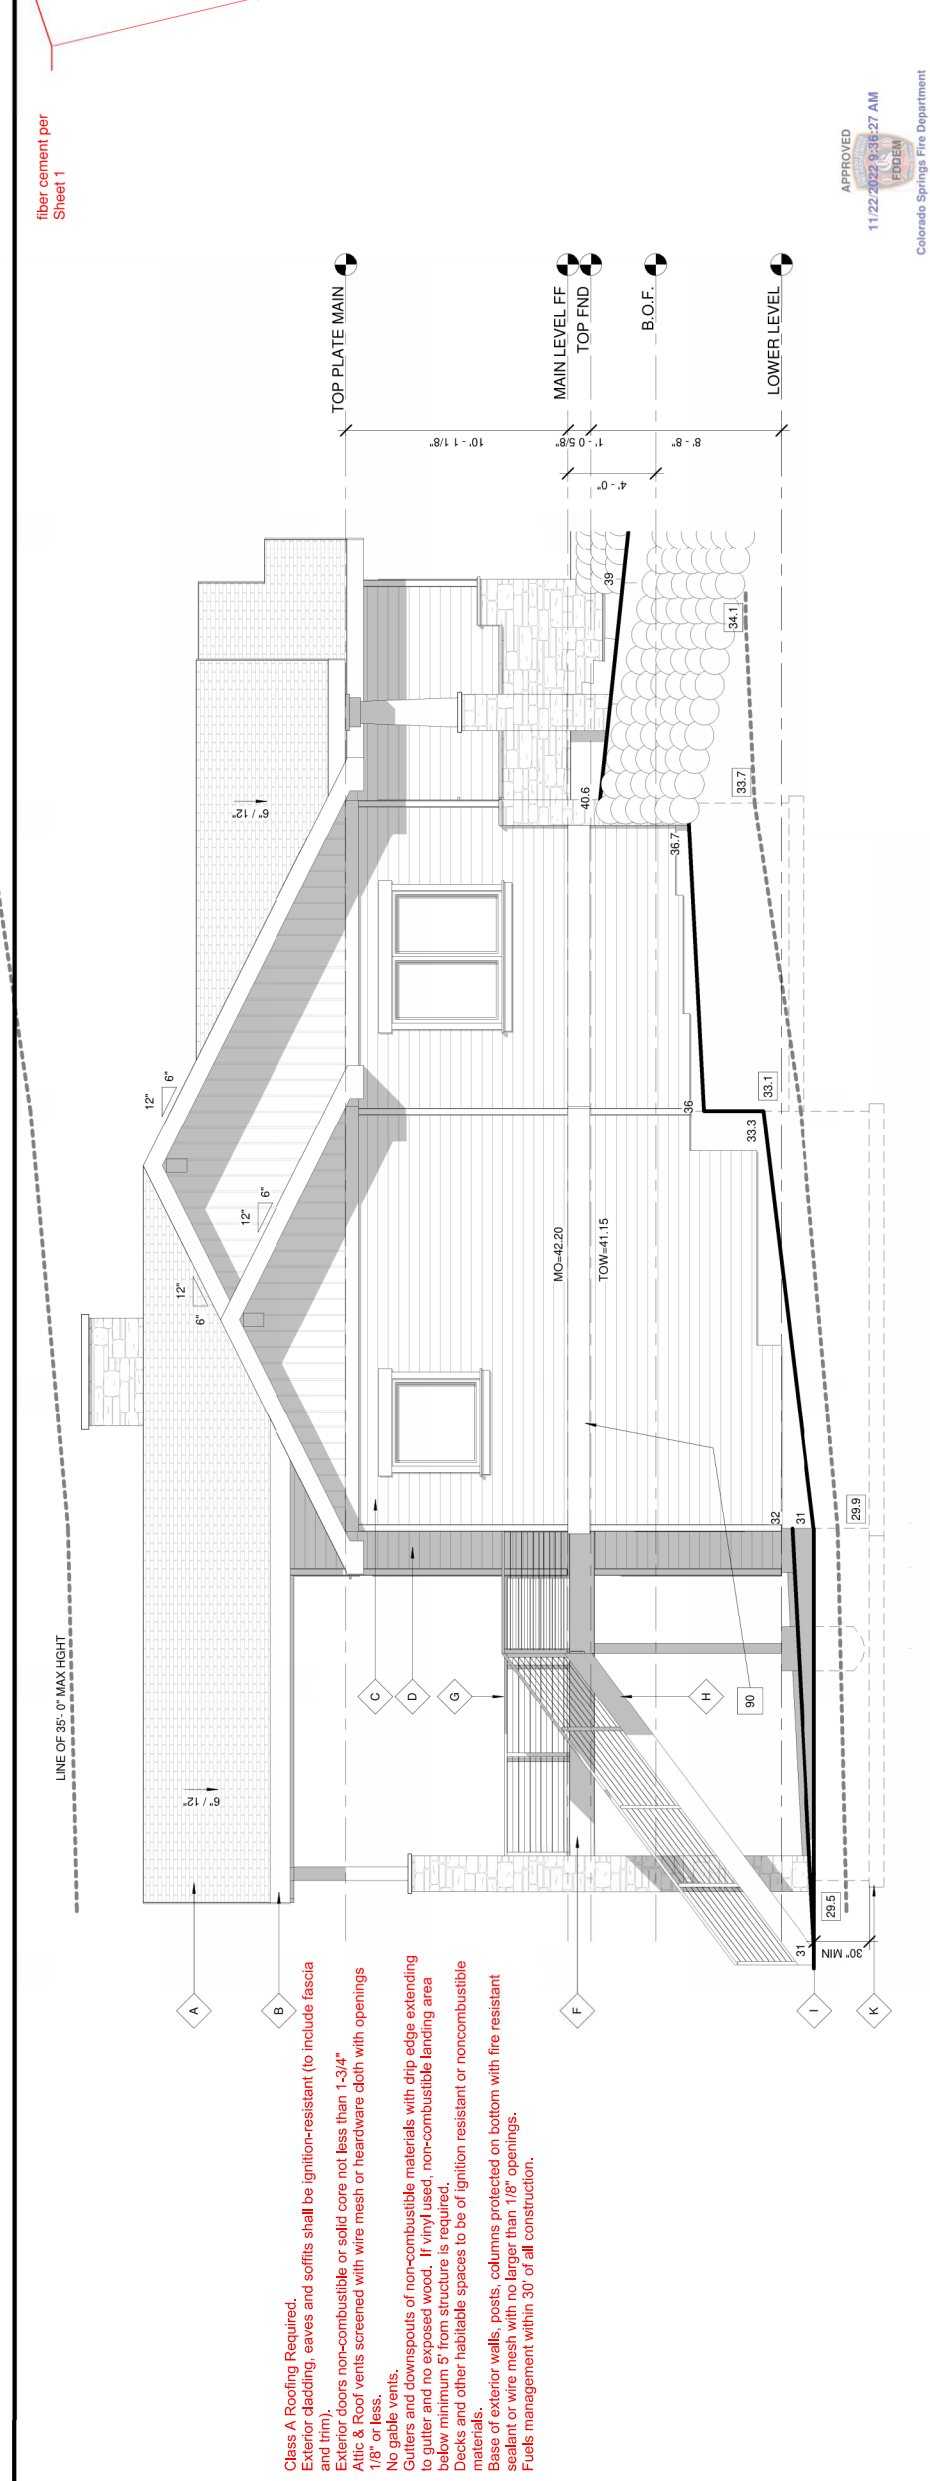 fiber cement per
Sheet 1
APPROVED
11/22/2022 9:36:27 AM
FDDEM
Colorado Springs Fire Department
LINE OF 35'- 0" MAX HGHT
TOP PLATE MAIN
MAIN LEVEL FF
TOP FND
B.O.F.
LOWER LEVEL
10' - 1 1/8"
1' - 0 5/8"
8' - 8"
4' - 0"
6" / 12"
6" / 12"
12"
6"
12"
6"
12"
6"
39
34.1
33.7
40.6
36.7
36
33.1
33.3
MO=42.20
TOW=41.15
32
31
29.9
90
29.5
31
30" MIN
A
B
C
D
G
H
F
I
K
Class A Roofing Required.
Exterior cladding, eaves and soffits shall be ignition-resistant (to include fascia
and trim).
Exterior doors non-combustible or solid core not less than 1-3/4"
Attic & Roof vents screened with wire mesh or heardware cloth with openings
1/8" or less.
No gable vents.
Gutters and downspouts of non-combustible materials with drip edge extending
to gutter and no exposed wood. If vinyl used, non-combustible landing area
below minimum 5' from structure is required.
Decks and other habitable spaces to be of ignition resistant or noncombustible
materials.
Base of exterior walls, posts, columns protected on bottom with fire resistant
sealant or wire mesh with no larger than 1/8" openings.
Fuels management within 30' of all construction.